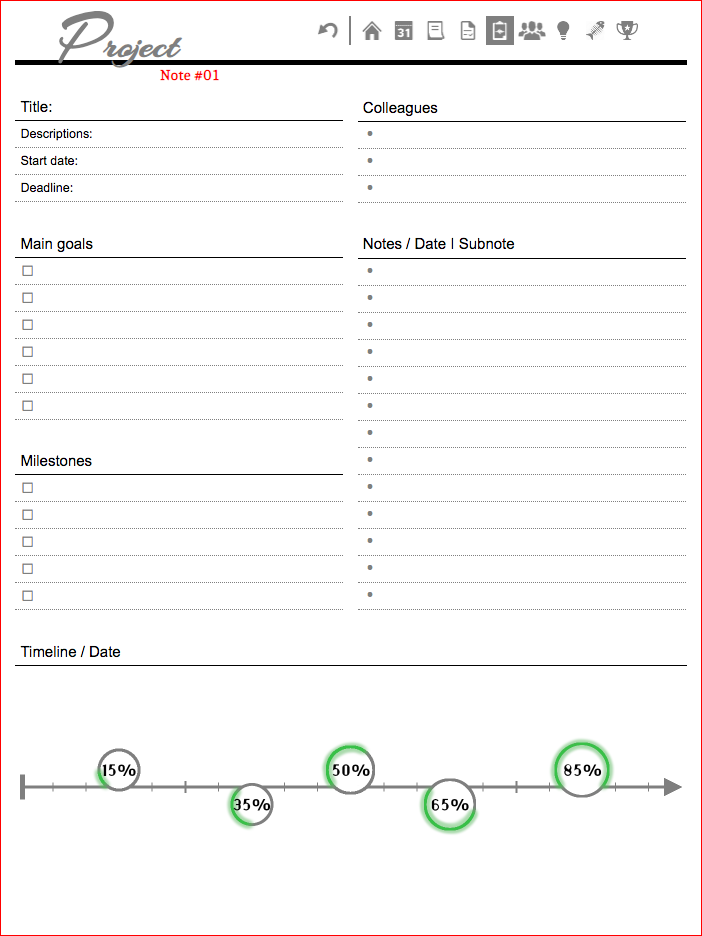 Project
31
Note #01
Title:
Descriptions:
Start date:
Deadline:
Colleagues
Main goals
Notes / Date | Subnote
Milestones
Timeline / Date
15%
35%
50%
65%
85%